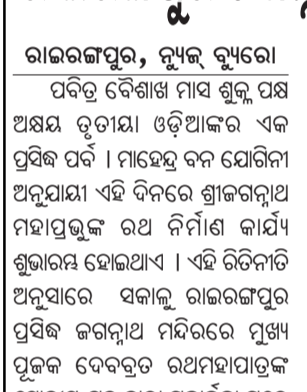 ରାଇରଙ୍ଗପୁର, ନ୍ୟୁଜ୍ ବ୍ୟୁରୋ
ପବିତ୍ର ବୈଶାଖ ମାସ ଶୁକ୍ଳ ପକ୍ଷ
ଅକ୍ଷୟ ତୃତୀୟା ଓଡ଼ିଆଙ୍କର ଏକ
ପ୍ରସିଦ୍ଧ ପର୍ବ । ମାହେନ୍ଦ୍ର ବନ ଯୋଗିନୀ
ଅନୁଯାୟୀ ଏହି ଦିନରେ ଶ୍ରୀଜଗନ୍ନାଥ
ମହାପ୍ରଭୁଙ୍କ ରଥ ନିର୍ମାଣ କାର୍ଯ୍ୟ
ଶୁଭାରମ୍ଭ ହୋଇଥାଏ । ଏହି ରିତିନୀତି
ଅନୁସାରେ ସକାଳୁ ରାଇରଙ୍ଗପୁର
ପ୍ରସିଦ୍ଧ ଜଗନ୍ନାଥ ମନ୍ଦିରରେ ମୁଖ୍ୟ
ପୂଜକ ଦେବବ୍ରତ ରଥମହାପାତ୍ରଙ୍କ